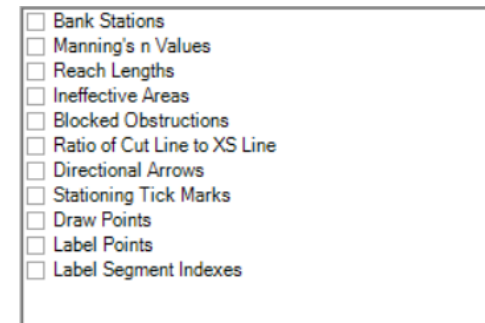 Bank Stations
Manning's n Values
Reach Lengths
Ineffective Areas
Blocked Obstructions
Ratio of Cut Line to XS Line
Directional Arrows
Stationing Tick Marks
Draw Points
Label Points
Label Segment Indexes